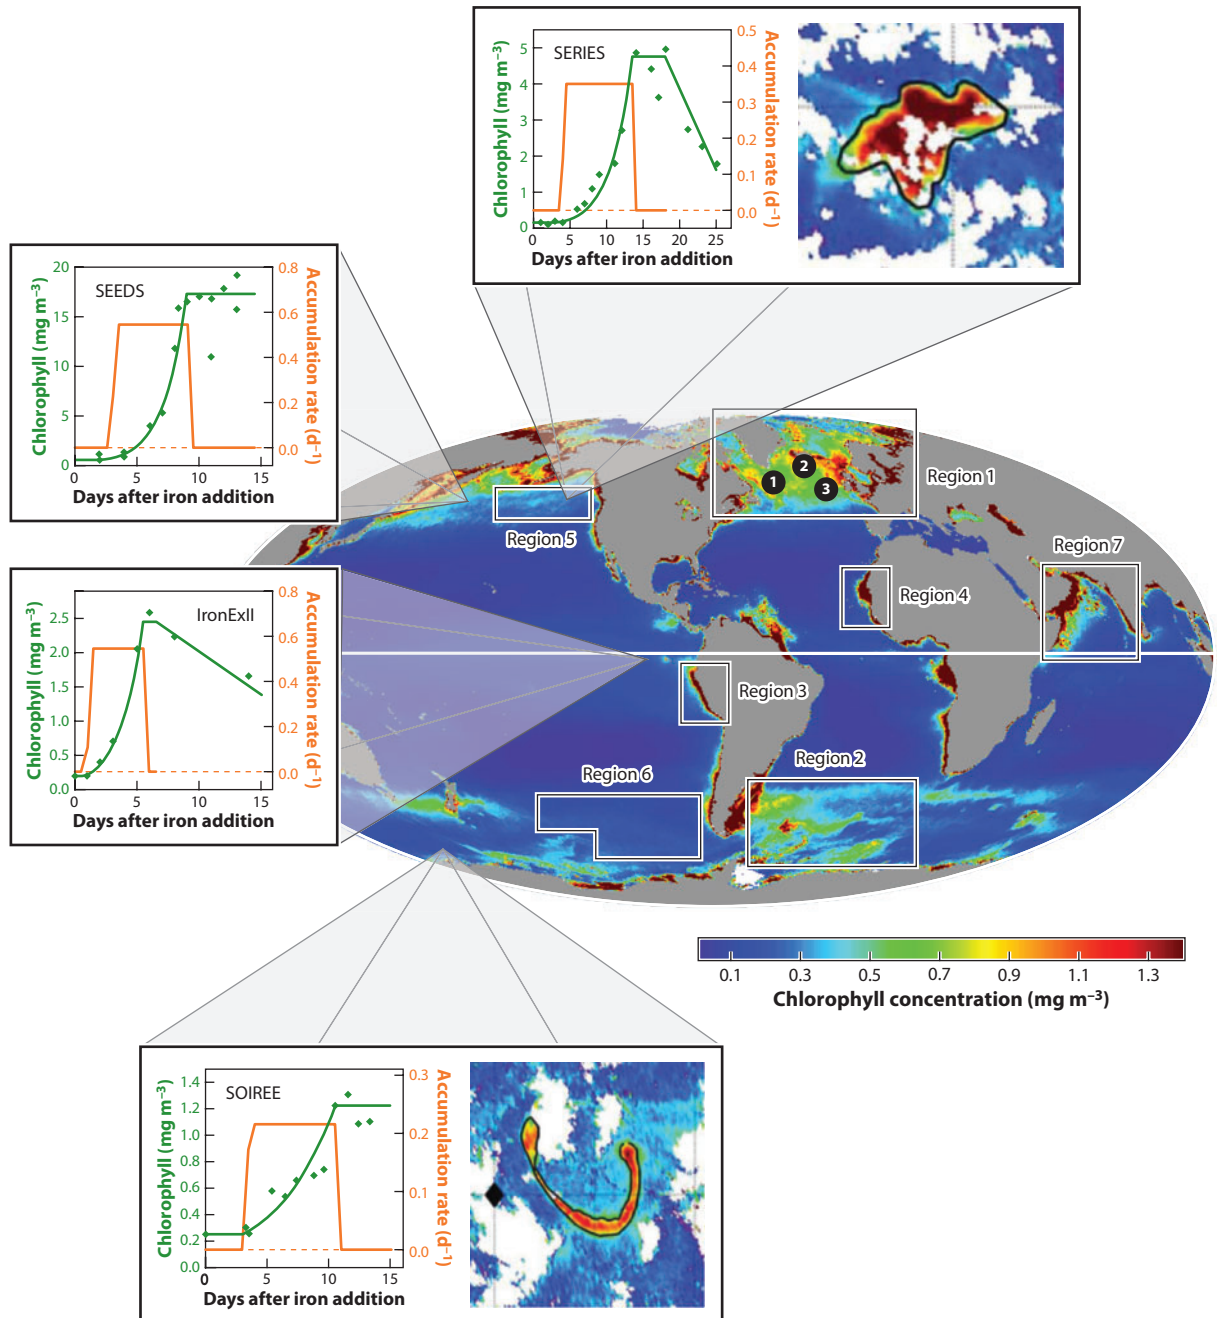 SERIES
Chlorophyll (mg m⁻³)
5
4
3
2
1
0
0 5 10 15 20 25
Days after iron addition
0.5
0.4
0.3
0.2
0.1
0.0
Accumulation rate (d⁻¹)
SEEDS
Chlorophyll (mg m⁻³)
20
15
10
5
0
0 5 10 15
Days after iron addition
0.8
0.6
0.4
0.2
0.0
Accumulation rate (d⁻¹)
IronExII
Chlorophyll (mg m⁻³)
2.5
2.0
1.5
1.0
0.5
0.0
0 5 10 15
Days after iron addition
0.8
0.6
0.4
0.2
0.0
Accumulation rate (d⁻¹)
1
2
3
Region 1
Region 5
Region 7
Region 4
Region 3
Region 6
Region 2
0.1 0.3 0.5 0.7 0.9 1.1 1.3
Chlorophyll concentration (mg m⁻³)
SOIREE
Chlorophyll (mg m⁻³)
1.4
1.2
1.0
0.8
0.6
0.4
0.2
0.0
0 5 10 15
Days after iron addition
0.3
0.2
0.1
0.0
Accumulation rate (d⁻¹)